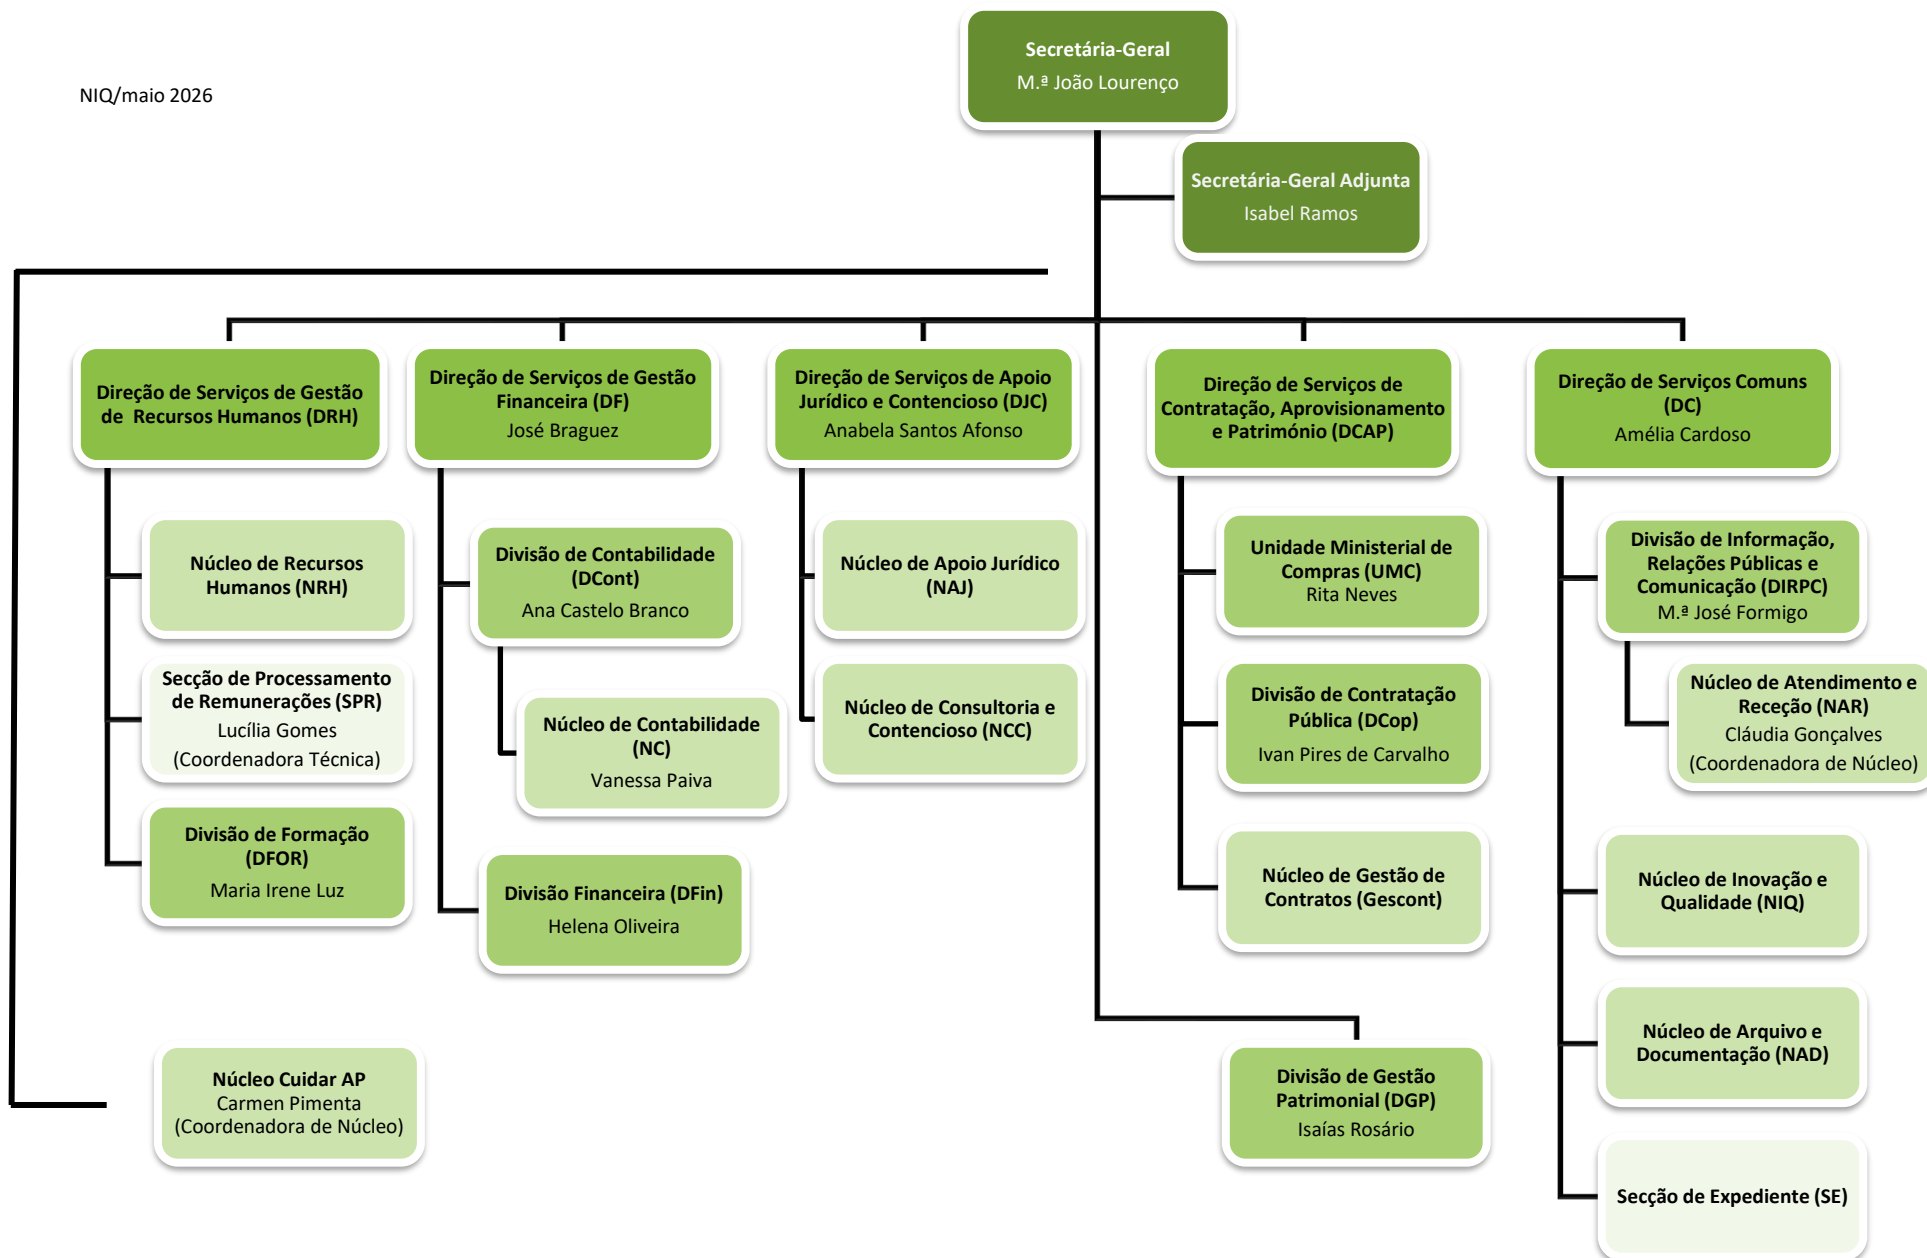 NIQ/maio 2026
Secretária-Geral
M.ª João Lourenço
Secretária-Geral Adjunta
Isabel Ramos
Direção de Serviços de Gestão
de Recursos Humanos (DRH)
Direção de Serviços de Gestão
Financeira (DF)
José Braguez
Direção de Serviços de Apoio
Jurídico e Contencioso (DJC)
Anabela Santos Afonso
Direção de Serviços de
Contratação, Aprovisionamento
e Património (DCAP)
Direção de Serviços Comuns
(DC)
Amélia Cardoso
Núcleo de Recursos
Humanos (NRH)
Secção de Processamento
de Remunerações (SPR)
Lucília Gomes
(Coordenadora Técnica)
Divisão de Formação
(DFOR)
Maria Irene Luz
Divisão de Contabilidade
(DCont)
Ana Castelo Branco
Núcleo de Contabilidade
(NC)
Vanessa Paiva
Divisão Financeira (DFin)
Helena Oliveira
Núcleo de Apoio Jurídico
(NAJ)
Núcleo de Consultoria e
Contencioso (NCC)
Unidade Ministerial de
Compras (UMC)
Rita Neves
Divisão de Contratação
Pública (DCop)
Ivan Pires de Carvalho
Núcleo de Gestão de
Contratos (Gescont)
Divisão de Informação,
Relações Públicas e
Comunicação (DIRPC)
M.ª José Formigo
Núcleo de Atendimento e
Receção (NAR)
Cláudia Gonçalves
(Coordenadora de Núcleo)
Núcleo de Inovação e
Qualidade (NIQ)
Núcleo de Arquivo e
Documentação (NAD)
Secção de Expediente (SE)
Núcleo Cuidar AP
Carmen Pimenta
(Coordenadora de Núcleo)
Divisão de Gestão
Patrimonial (DGP)
Isaías Rosário